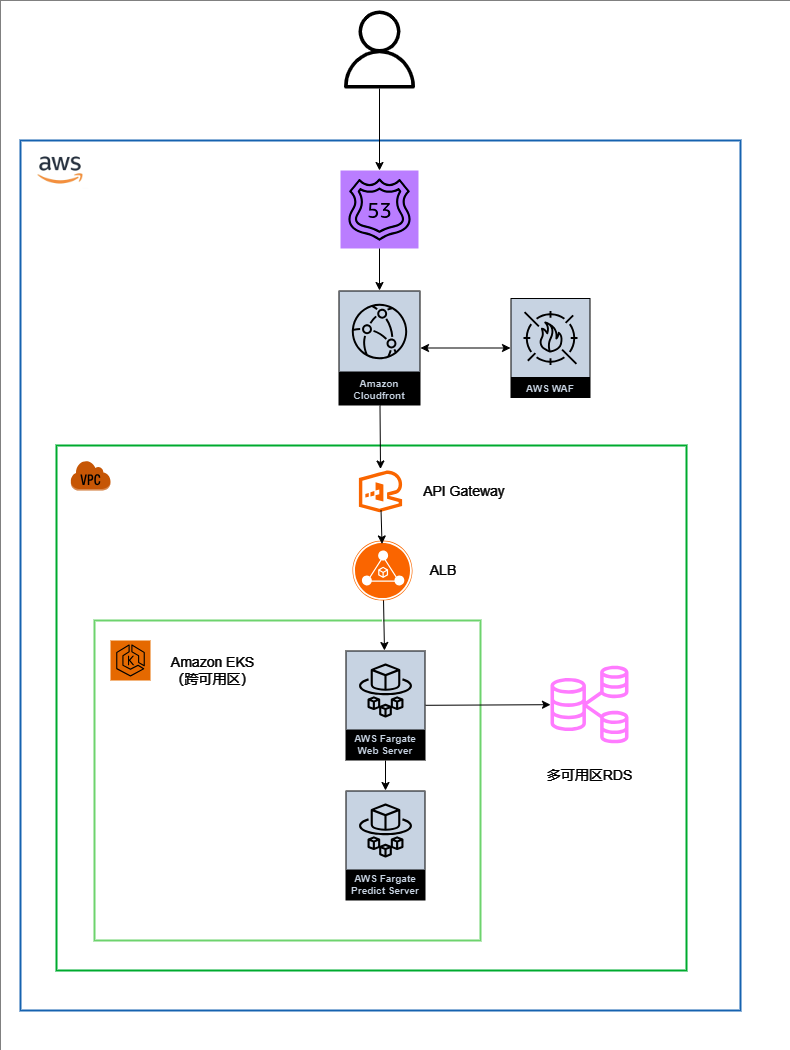 aws
53
Amazon
Cloudfront
AWS WAF
VPC
API Gateway
ALB
K
Amazon EKS
（跨可用区）
AWS Fargate
Web Server
多可用区RDS
AWS Fargate
Predict Server